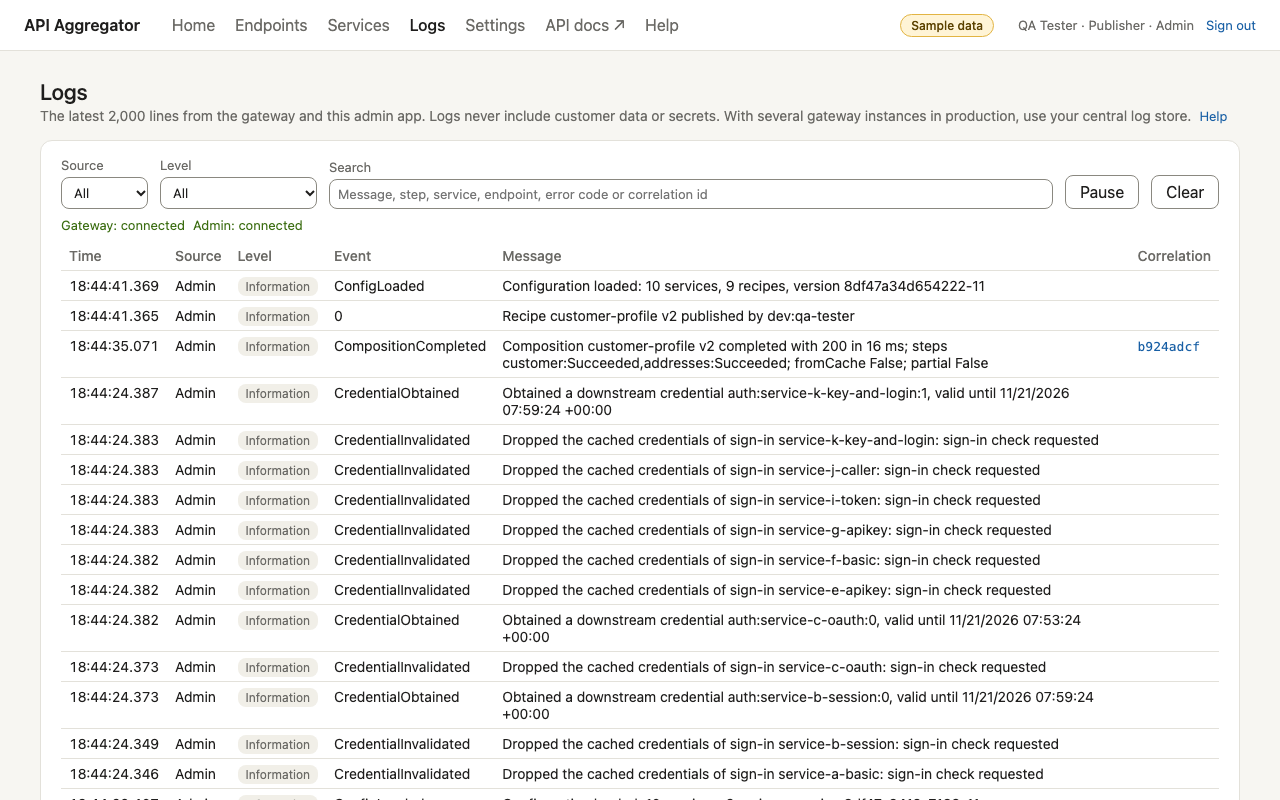 API Aggregator Home Endpoints Services Logs Settings API docs ↗ Help Sample data QA Tester · Publisher · Admin Sign out
Logs
The latest 2,000 lines from the gateway and this admin app. Logs never include customer data or secrets. With several gateway instances in production, use your central log store. Help
Source Level Search
All All Message, step, service, endpoint, error code or correlation id Pause Clear
Gateway: connected Admin: connected
Time Source Level Event Message Correlation
18:44:41.369 Admin Information ConfigLoaded Configuration loaded: 10 services, 9 recipes, version 8df47a34d654222-11
18:44:41.365 Admin Information 0 Recipe customer-profile v2 published by dev:qa-tester
18:44:35.071 Admin Information CompositionCompleted Composition customer-profile v2 completed with 200 in 16 ms; steps b924adcf
customer:Succeeded,addresses:Succeeded; fromCache False; partial False
18:44:24.387 Admin Information CredentialObtained Obtained a downstream credential auth:service-k-key-and-login:1, valid until 11/21/2026
07:59:24 +00:00
18:44:24.383 Admin Information CredentialInvalidated Dropped the cached credentials of sign-in service-k-key-and-login: sign-in check requested
18:44:24.383 Admin Information CredentialInvalidated Dropped the cached credentials of sign-in service-j-caller: sign-in check requested
18:44:24.383 Admin Information CredentialInvalidated Dropped the cached credentials of sign-in service-i-token: sign-in check requested
18:44:24.383 Admin Information CredentialInvalidated Dropped the cached credentials of sign-in service-g-apikey: sign-in check requested
18:44:24.382 Admin Information CredentialInvalidated Dropped the cached credentials of sign-in service-f-basic: sign-in check requested
18:44:24.382 Admin Information CredentialInvalidated Dropped the cached credentials of sign-in service-e-apikey: sign-in check requested
18:44:24.382 Admin Information CredentialObtained Obtained a downstream credential auth:service-c-oauth:0, valid until 11/21/2026 07:53:24
+00:00
18:44:24.373 Admin Information CredentialInvalidated Dropped the cached credentials of sign-in service-c-oauth: sign-in check requested
18:44:24.373 Admin Information CredentialObtained Obtained a downstream credential auth:service-b-session:0, valid until 11/21/2026 07:59:24
+00:00
18:44:24.349 Admin Information CredentialInvalidated Dropped the cached credentials of sign-in service-b-session: sign-in check requested
18:44:24.346 Admin Information CredentialInvalidated Dropped the cached credentials of sign-in service-a-basic: sign-in check requested